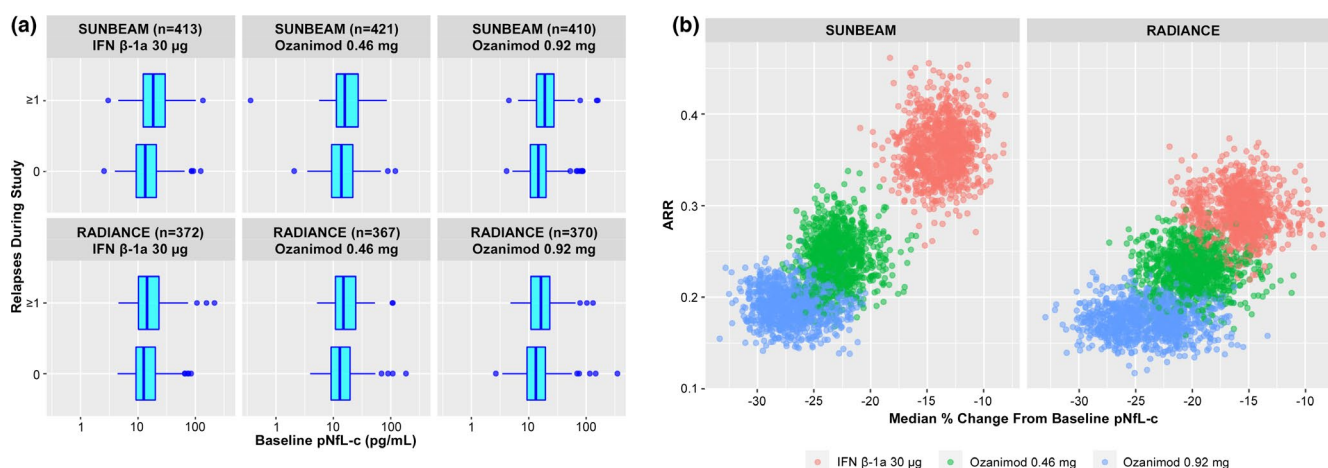 (a)
SUNBEAM (n=413)
IFN β-1a 30 μg
SUNBEAM (n=421)
Ozanimod 0.46 mg
SUNBEAM (n=410)
Ozanimod 0.92 mg
≥1
0
RADIANCE (n=372)
IFN β-1a 30 μg
RADIANCE (n=367)
Ozanimod 0.46 mg
RADIANCE (n=370)
Ozanimod 0.92 mg
≥1
0
Relapses During Study
1 10 100 1 10 100 1 10 100
Baseline pNfL-c (pg/mL)
(b)
SUNBEAM RADIANCE
ARR
0.4
0.3
0.2
0.1
-30 -25 -20 -15 -10 -30 -25 -20 -15 -10
Median % Change From Baseline pNfL-c
IFN β-1a 30 μg Ozanimod 0.46 mg Ozanimod 0.92 mg